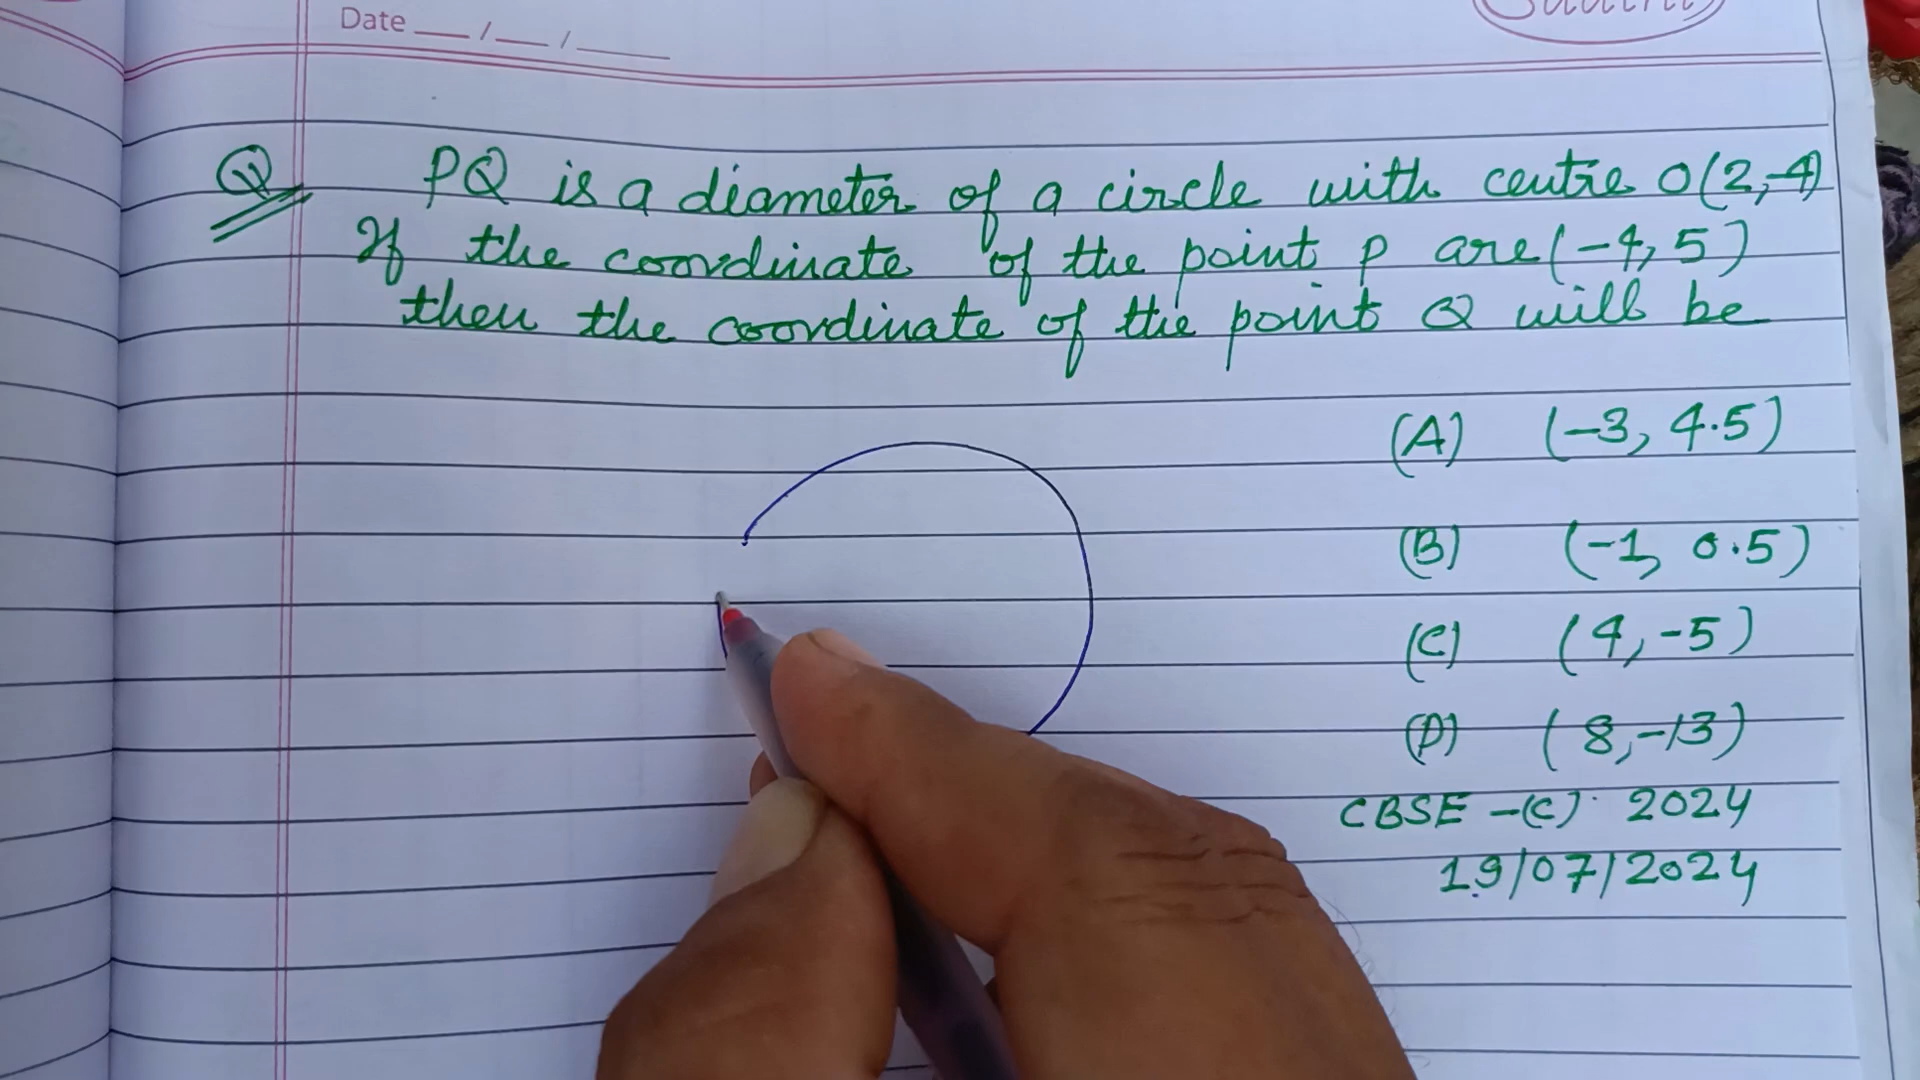 Date __/__/____
Q PQ is a diameter of a circle with centre O(2,-4)
If the coordinate of the point P are (-4, 5)
then the coordinate of the point Q will be
(A) (-3, 4.5)
(B) (-1, 0.5)
(C) (4, -5)
(D) (8, -13)
CBSE -(C). 2024
19/07/2024